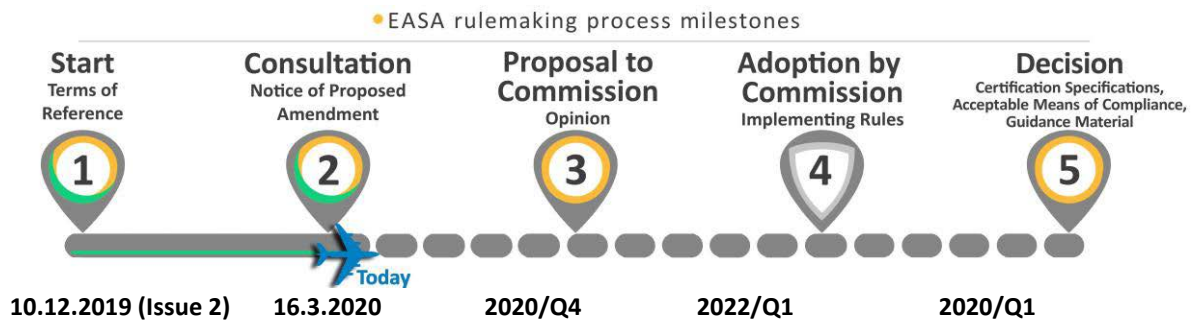 EASA rulemaking process milestones
Start
Terms of
Reference
Consultation
Notice of Proposed
Amendment
Proposal to
Commission
Opinion
Adoption by
Commission
Implementing Rules
Decision
Certification Specifications,
Acceptable Means of Compliance,
Guidance Material
1
2
3
4
5
Today
10.12.2019 (Issue 2)
16.3.2020
2020/Q4
2022/Q1
2020/Q1